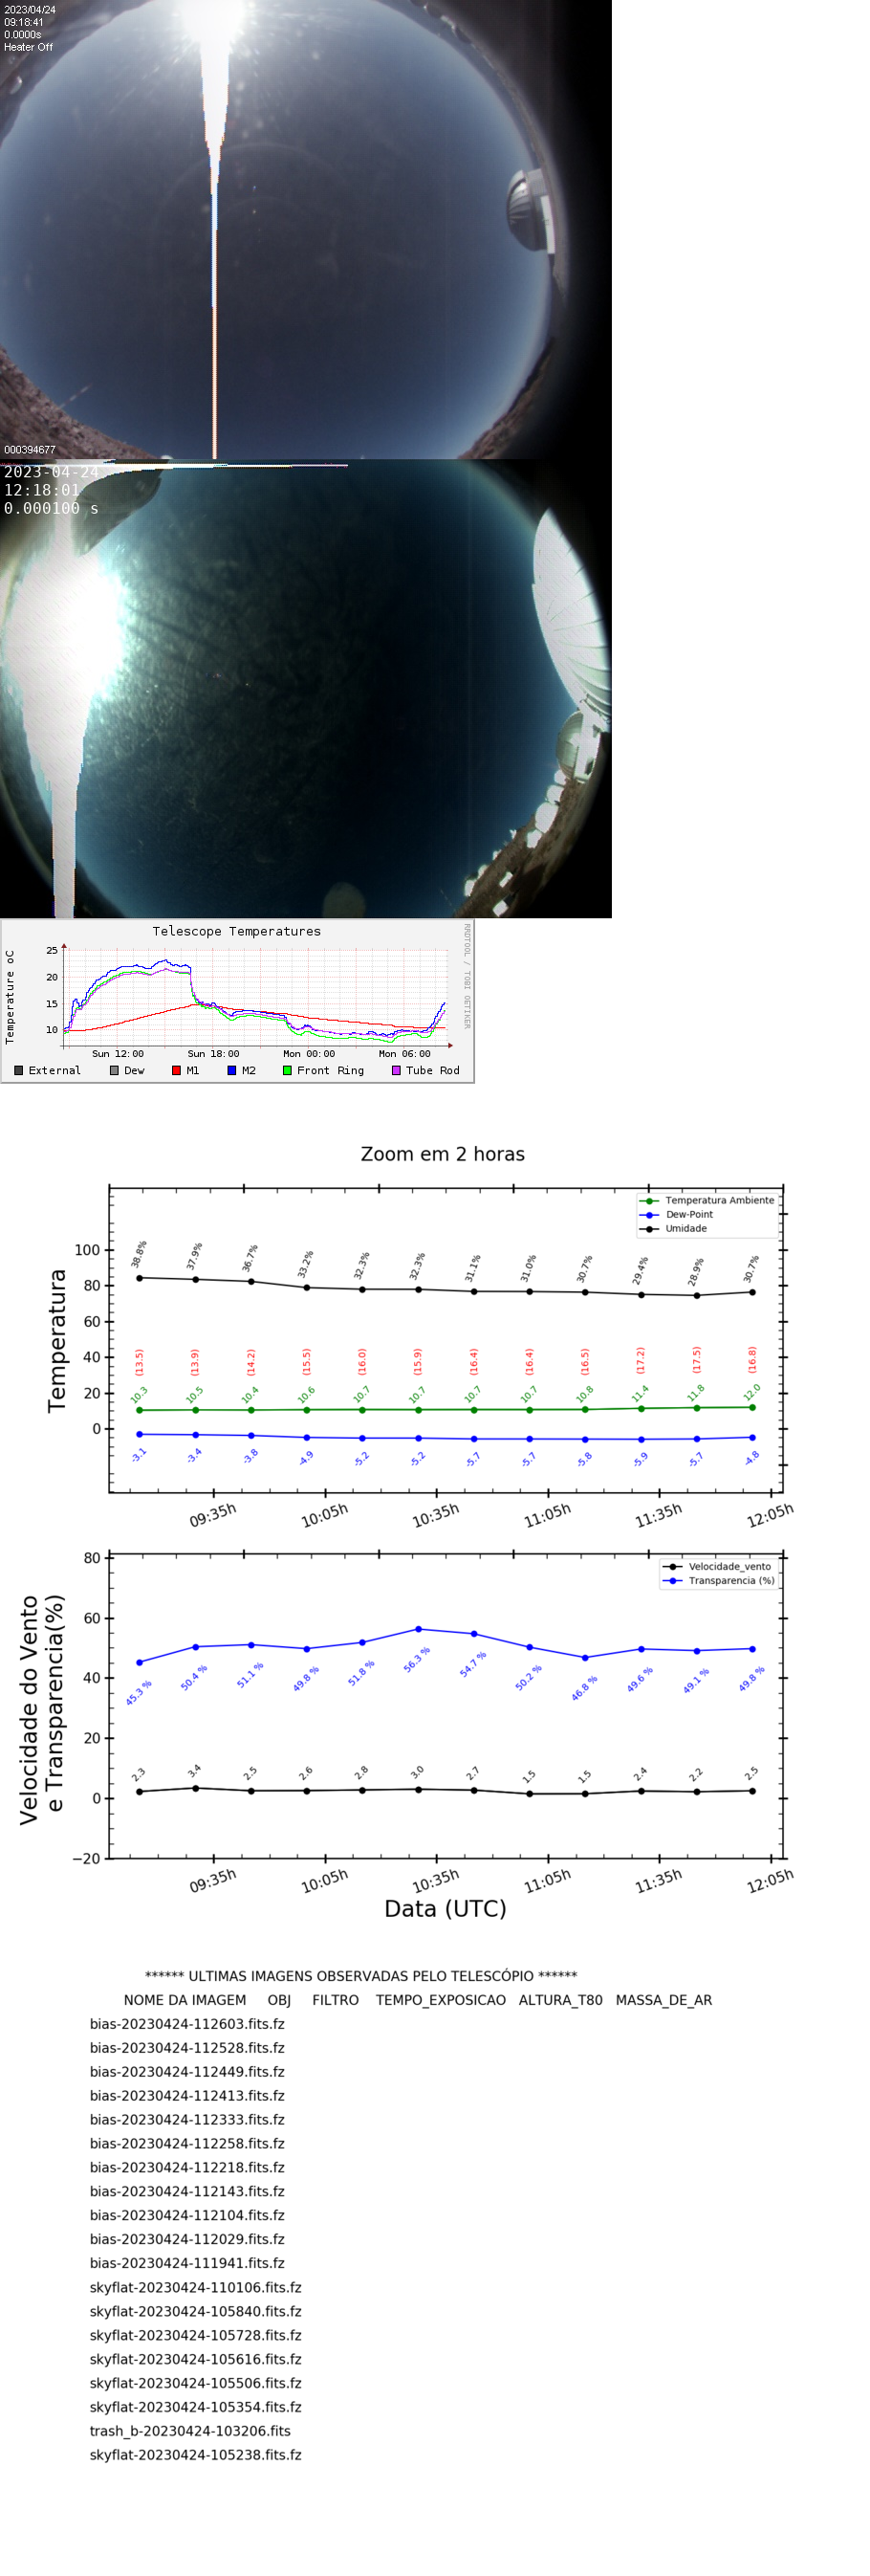 2023/04/24
09:18:41
0.0000s
Heater Off
000394677
2023-04-24
12:18:01
0.000100 s
Telescope Temperatures
RRDTOOL / TOBI OETIKER
Temperature oC
25
20
15
10
Sun 12:00 Sun 18:00 Mon 00:00 Mon 06:00
External Dew M1 M2 Front Ring Tube Rod
Zoom em 2 horas
Temperatura Ambiente
Dew-Point
Umidade
Temperatura
100
80
60
40
20
0
38.8% 37.9% 36.7% 33.2% 32.3% 32.3% 31.1% 31.0% 30.7% 29.4% 28.9% 30.7%
(13.5) (13.9) (14.2) (15.5) (16.0) (15.9) (16.4) (16.4) (16.5) (17.2) (17.5) (16.8)
10.3 10.5 10.4 10.6 10.7 10.7 10.7 10.7 10.8 11.4 11.8 12.0
-3.1 -3.4 -3.8 -4.9 -5.2 -5.2 -5.7 -5.7 -5.8 -5.9 -5.7 -4.8
09:35h 10:05h 10:35h 11:05h 11:35h 12:05h
Velocidade_vento
Transparencia (%)
Velocidade do Vento
e Transparencia(%)
80
60
40
20
0
−20
45.3 % 50.4 % 51.1 % 49.8 % 51.8 % 56.3 % 54.7 % 50.2 % 46.8 % 49.6 % 49.1 % 49.8 %
2.3 3.4 2.5 2.6 2.8 3.0 2.7 1.5 1.5 2.4 2.2 2.5
09:35h 10:05h 10:35h 11:05h 11:35h 12:05h
Data (UTC)
****** ULTIMAS IMAGENS OBSERVADAS PELO TELESCÓPIO ******
NOME DA IMAGEM OBJ FILTRO TEMPO_EXPOSICAO ALTURA_T80 MASSA_DE_AR
bias-20230424-112603.fits.fz
bias-20230424-112528.fits.fz
bias-20230424-112449.fits.fz
bias-20230424-112413.fits.fz
bias-20230424-112333.fits.fz
bias-20230424-112258.fits.fz
bias-20230424-112218.fits.fz
bias-20230424-112143.fits.fz
bias-20230424-112104.fits.fz
bias-20230424-112029.fits.fz
bias-20230424-111941.fits.fz
skyflat-20230424-110106.fits.fz
skyflat-20230424-105840.fits.fz
skyflat-20230424-105728.fits.fz
skyflat-20230424-105616.fits.fz
skyflat-20230424-105506.fits.fz
skyflat-20230424-105354.fits.fz
trash_b-20230424-103206.fits
skyflat-20230424-105238.fits.fz